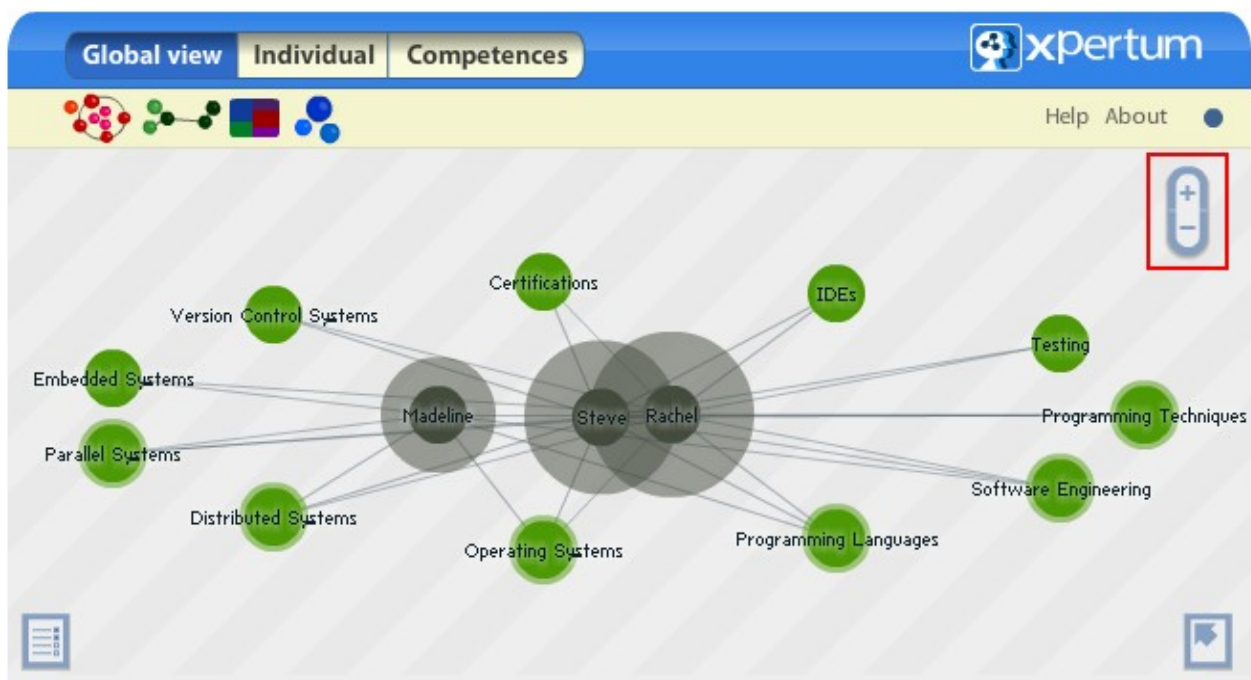 Global view Individual Competences
xpertum
Help About
+
−
Certifications
IDEs
Version Control Systems
Testing
Embedded Systems
Madeline Steve Rachel
Programming Techniques
Parallel Systems
Software Engineering
Distributed Systems
Programming Languages
Operating Systems